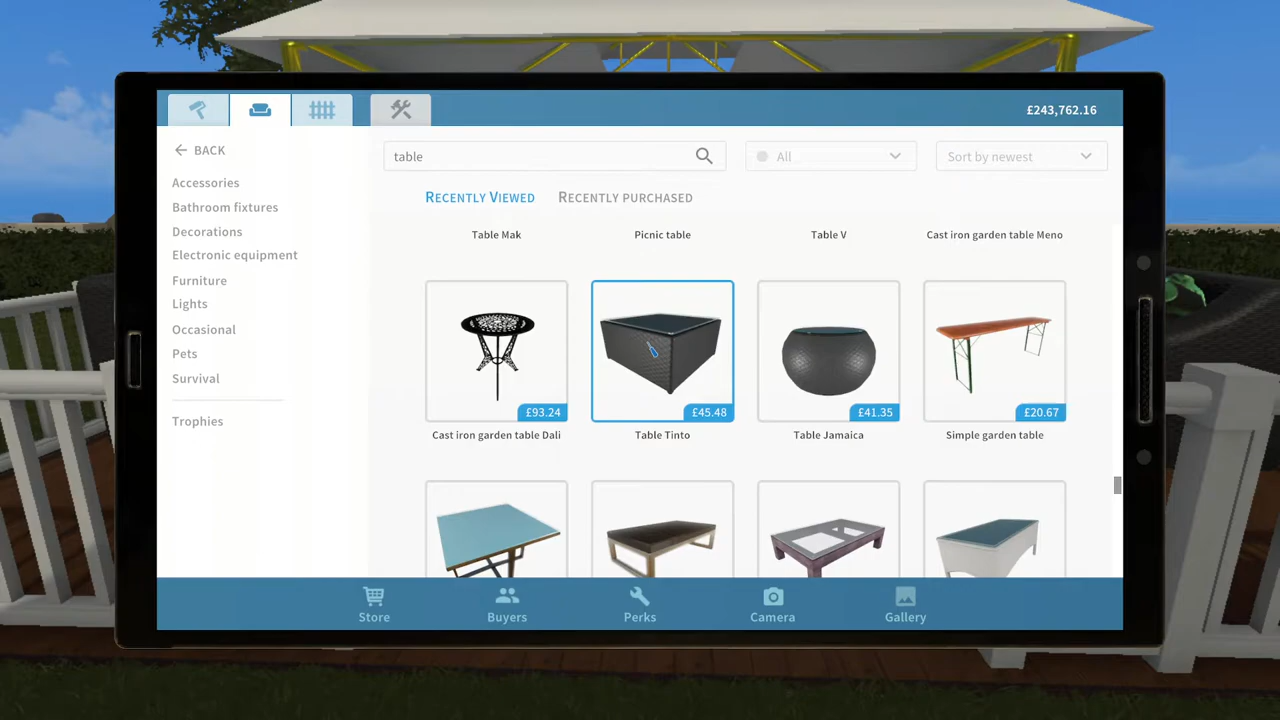 £243,762.16
BACK
table
All
Sort by newest
Accessories
Bathroom fixtures
Decorations
Electronic equipment
Furniture
Lights
Occasional
Pets
Survival
Trophies
RECENTLY VIEWED
RECENTLY PURCHASED
Table Mak
Picnic table
Table V
Cast iron garden table Meno
£93.24
£45.48
£41.35
£20.67
Cast iron garden table Dali
Table Tinto
Table Jamaica
Simple garden table
Store
Buyers
Perks
Camera
Gallery